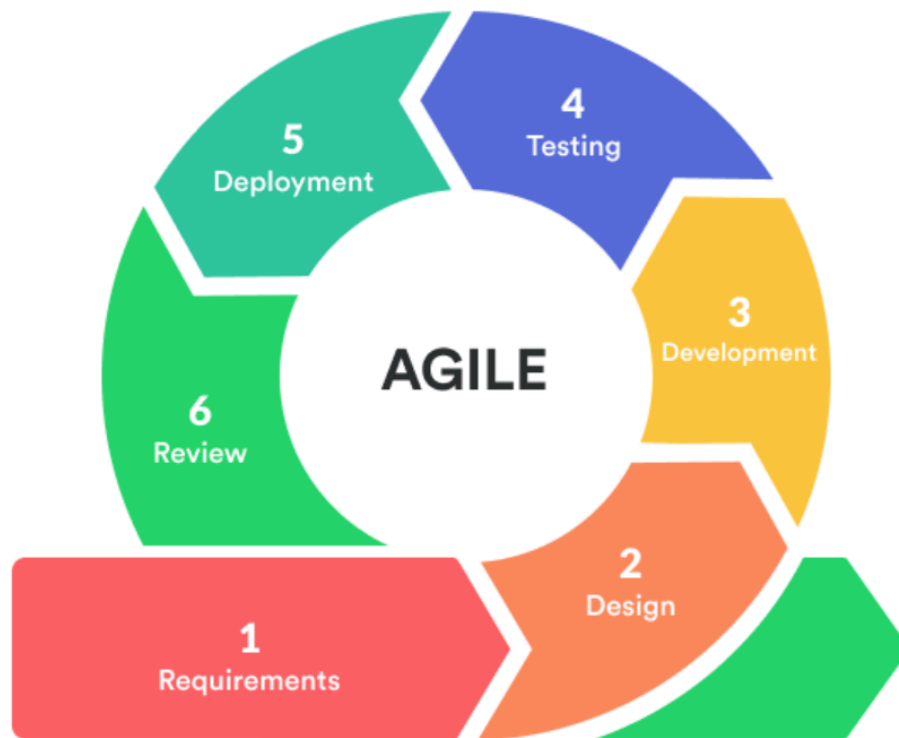 4
Testing
5
Deployment
3
Development
AGILE
6
Review
2
Design
1
Requirements